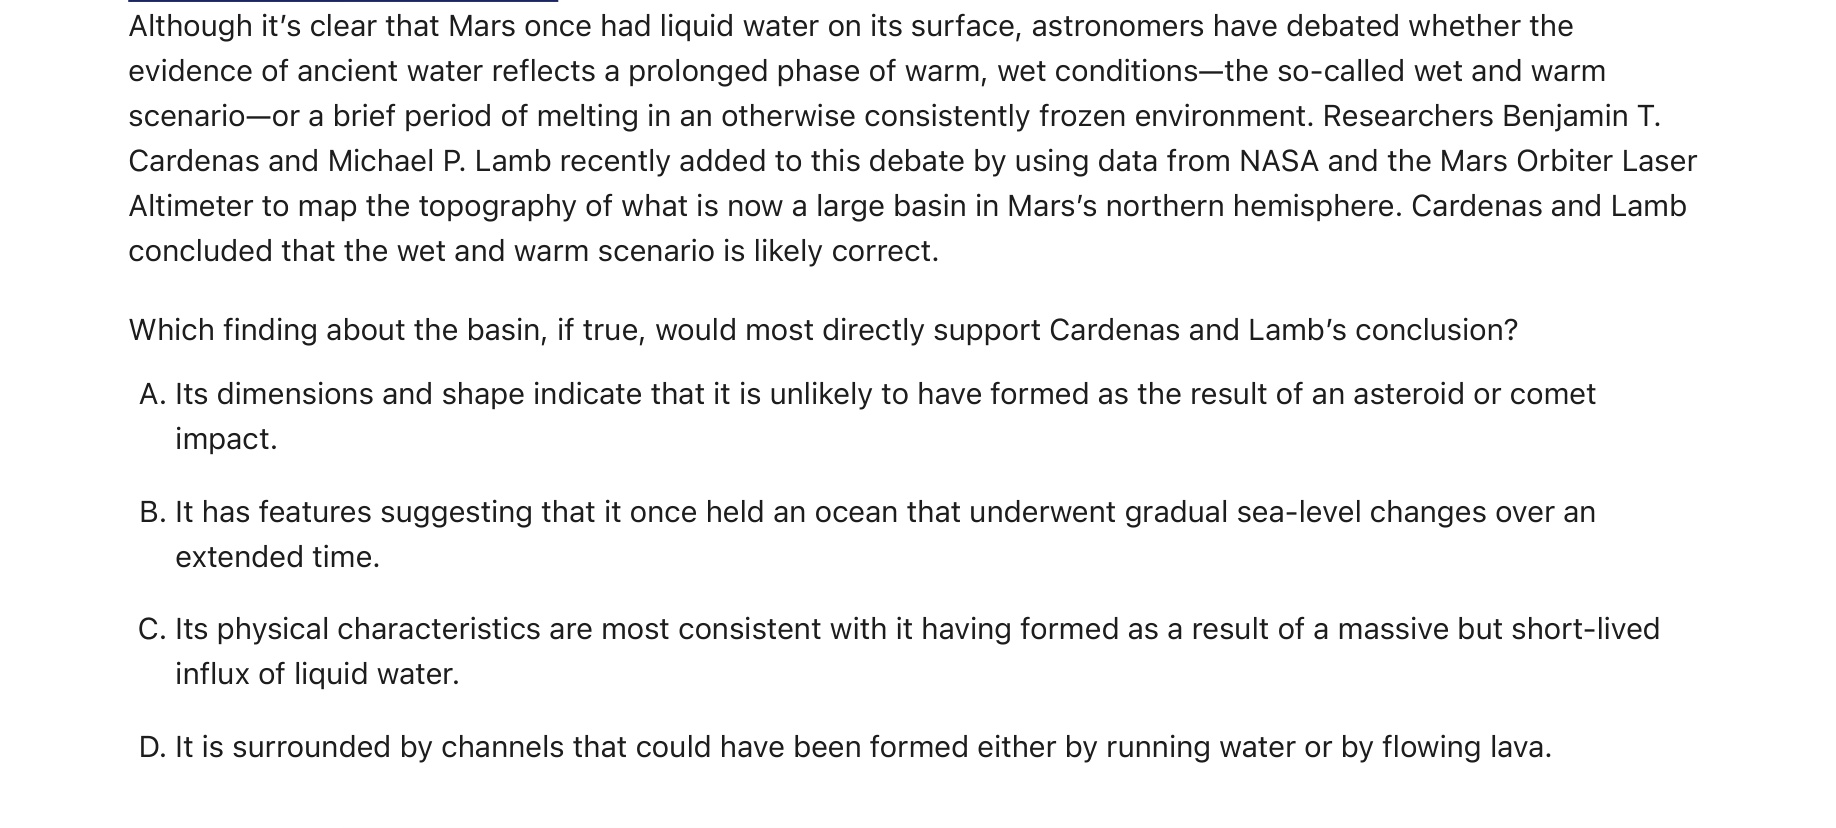 Although it’s clear that Mars once had liquid water on its surface, astronomers have debated whether the
evidence of ancient water reflects a prolonged phase of warm, wet conditions—the so-called wet and warm
scenario—or a brief period of melting in an otherwise consistently frozen environment. Researchers Benjamin T.
Cardenas and Michael P. Lamb recently added to this debate by using data from NASA and the Mars Orbiter Laser
Altimeter to map the topography of what is now a large basin in Mars’s northern hemisphere. Cardenas and Lamb
concluded that the wet and warm scenario is likely correct.
Which finding about the basin, if true, would most directly support Cardenas and Lamb’s conclusion?
A. Its dimensions and shape indicate that it is unlikely to have formed as the result of an asteroid or comet
impact.
B. It has features suggesting that it once held an ocean that underwent gradual sea-level changes over an
extended time.
C. Its physical characteristics are most consistent with it having formed as a result of a massive but short-lived
influx of liquid water.
D. It is surrounded by channels that could have been formed either by running water or by flowing lava.